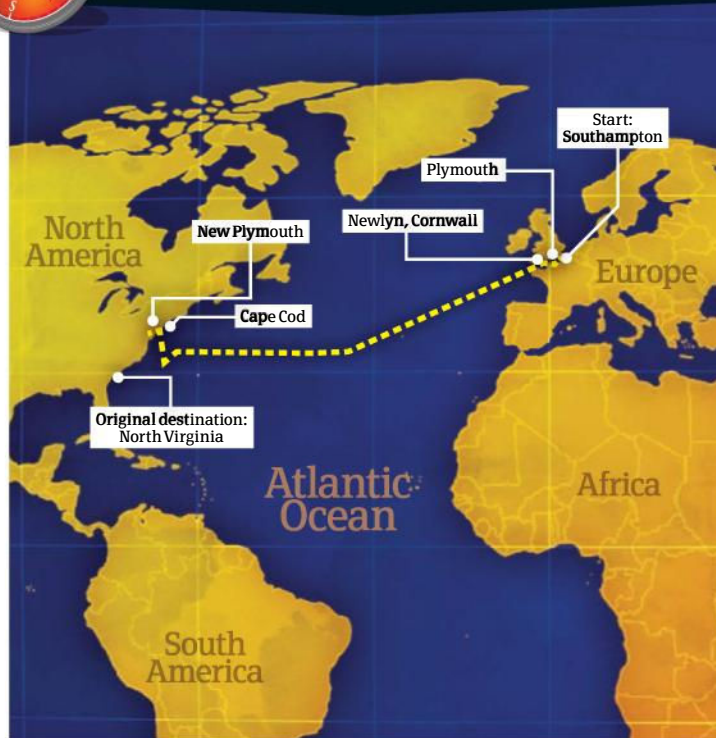 Start:
Southampton
Plymouth
Newlyn, Cornwall
North
America
New Plymouth
Europe
Cape Cod
Original destination:
North Virginia
Atlantic
Ocean
Africa
South
America